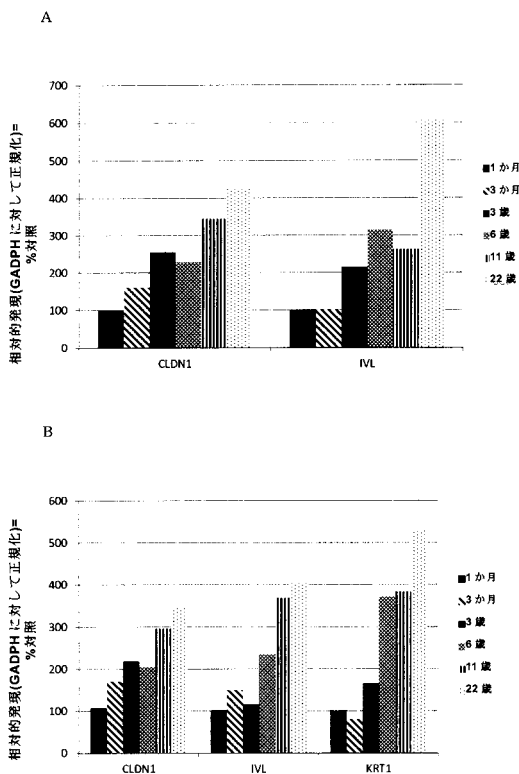 A
相対的発現(GADPHに対して正規化)=
%対照
700
600
500
400
300
200
100
0
CLDN1
IVL
1か月
3か月
3歳
6歳
11歳
22歳
B
相対的発現(GADPHに対して正規化)=
%対照
600
500
400
300
200
100
0
CLDN1
IVL
KRT1
1か月
3か月
3歳
6歳
11歳
22歳